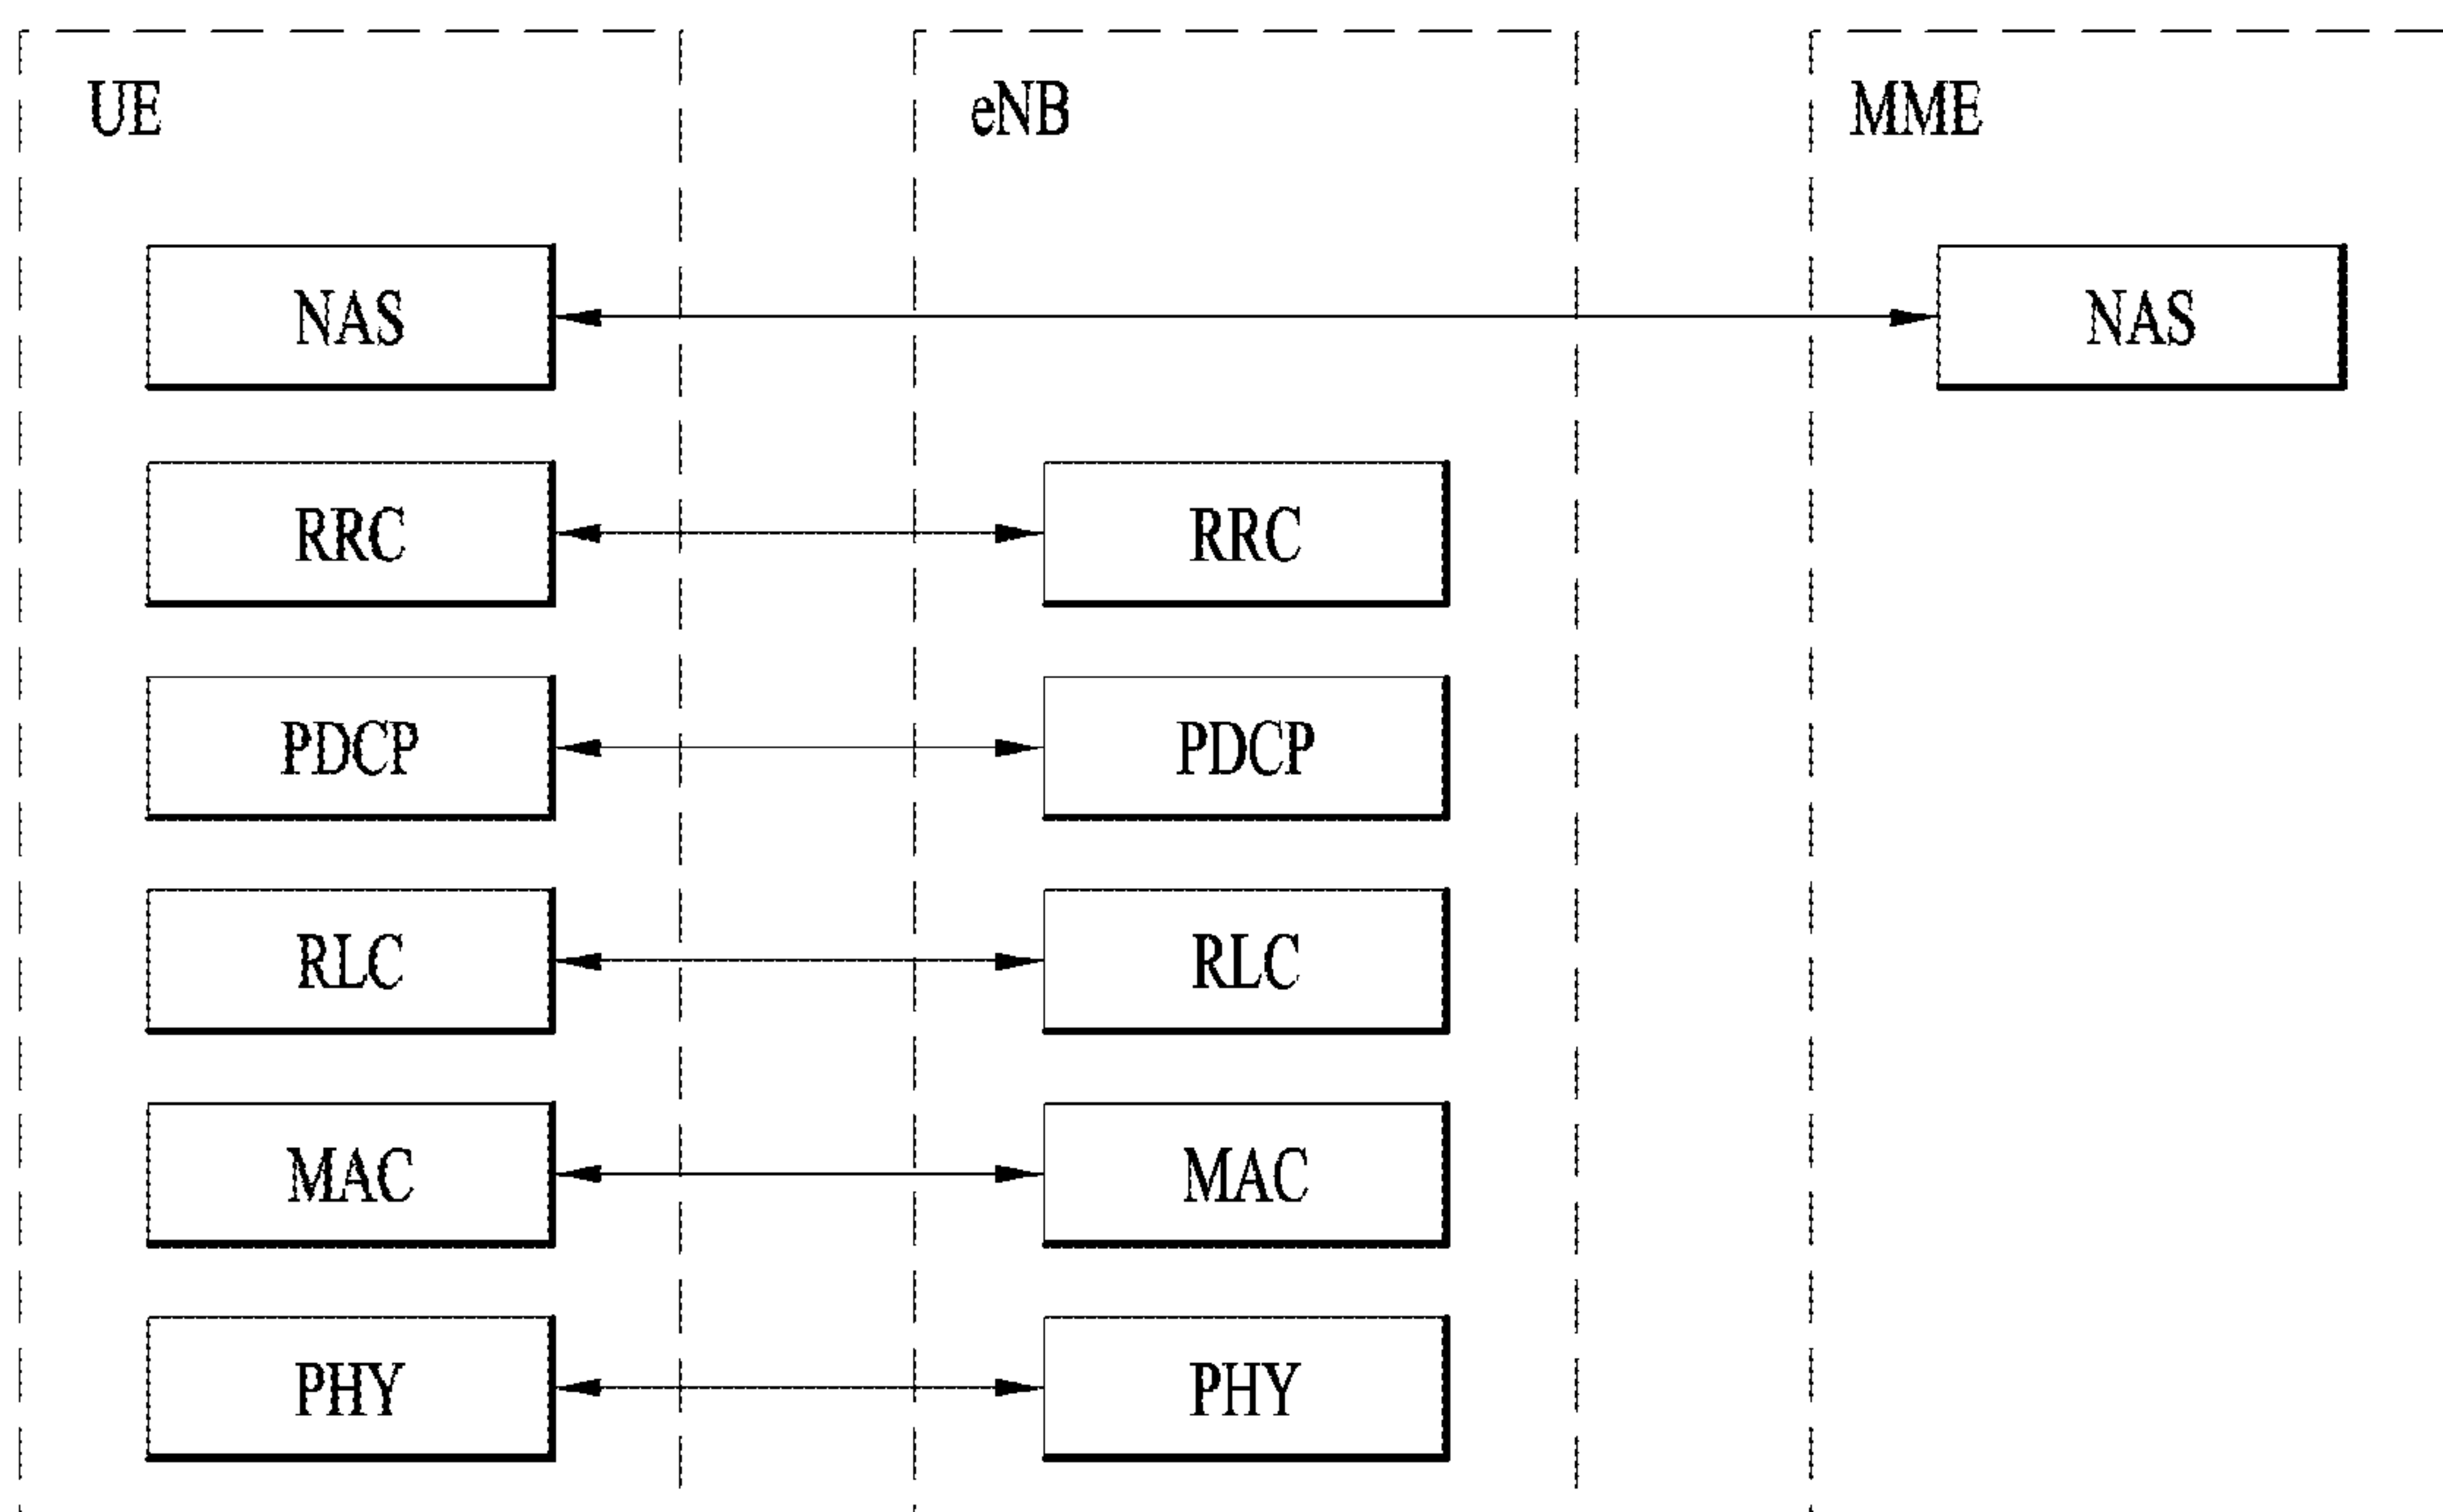 UE eNB MME
NAS NAS
RRC RRC
PDCP PDCP
RLC RLC
MAC MAC
PHY PHY